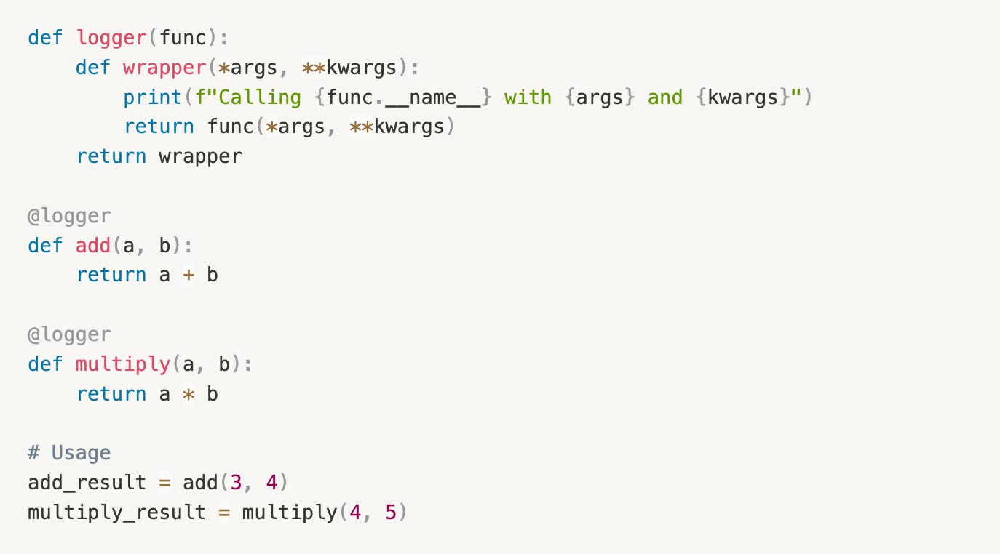 def logger(func):
    def wrapper(*args, **kwargs):
        print(f"Calling {func.__name__} with {args} and {kwargs}")
        return func(*args, **kwargs)
    return wrapper

@logger
def add(a, b):
    return a + b

@logger
def multiply(a, b):
    return a * b

# Usage
add_result = add(3, 4)
multiply_result = multiply(4, 5)